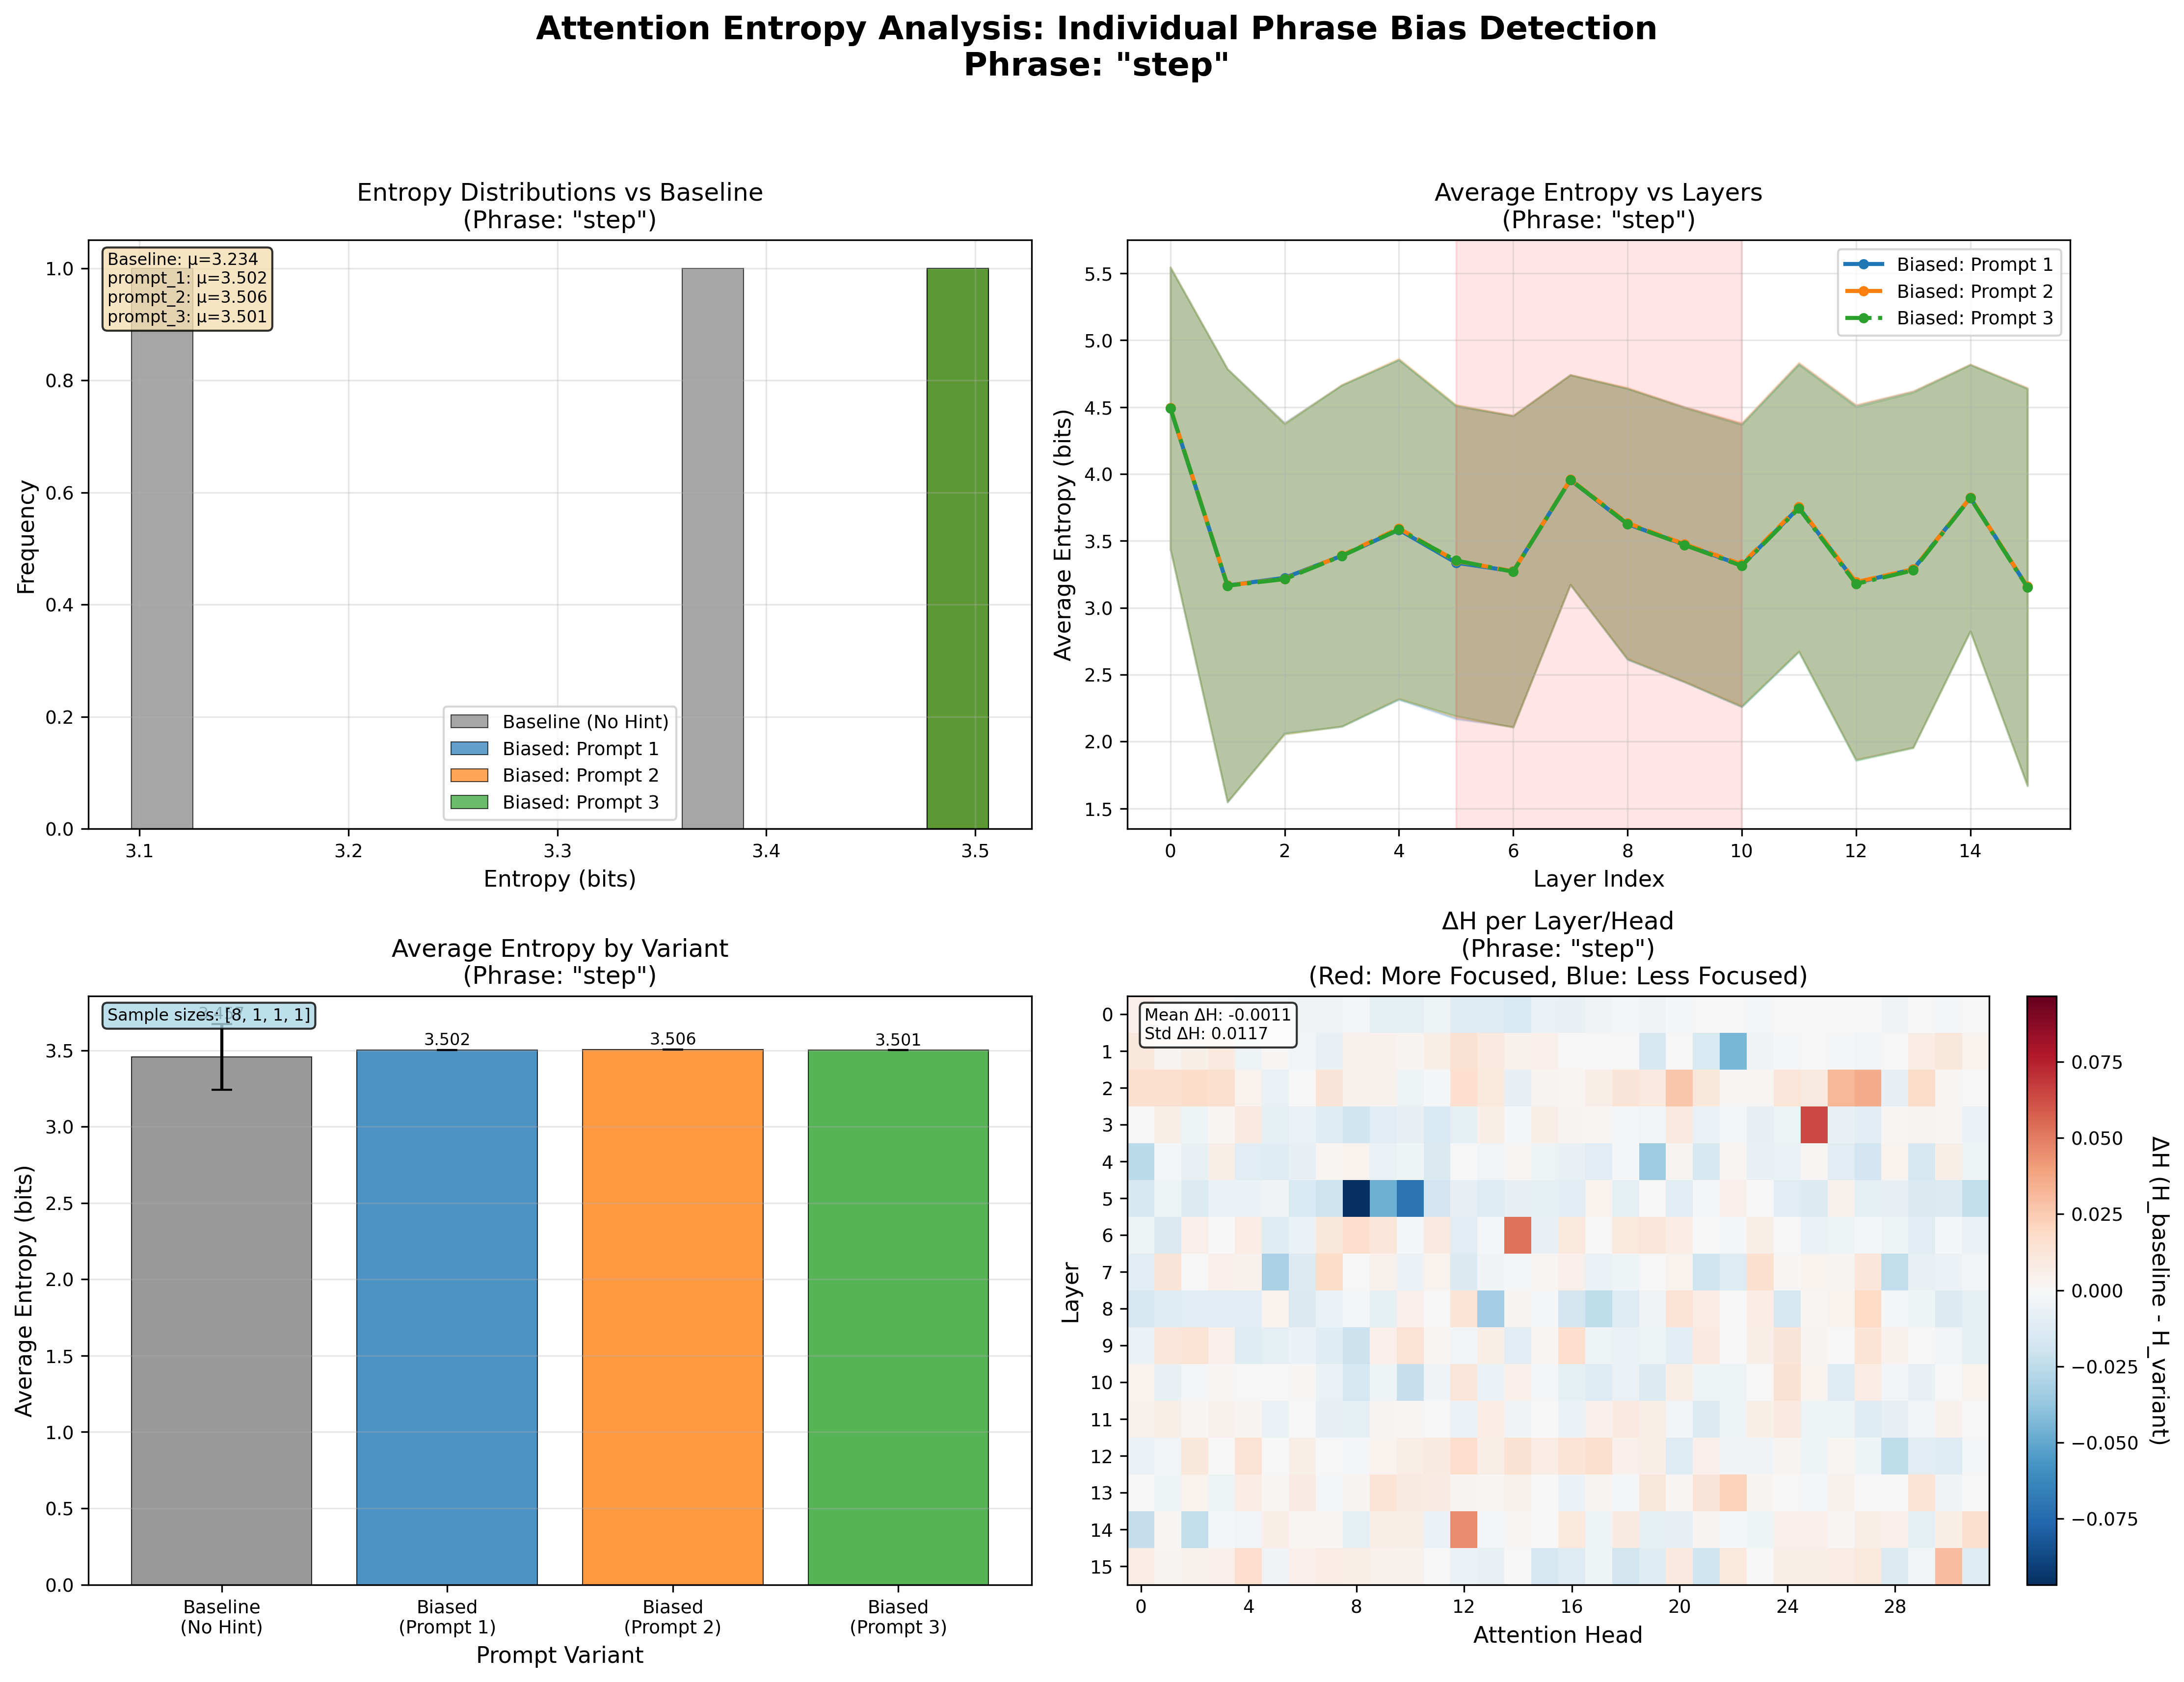 Attention Entropy Analysis: Individual Phrase Bias Detection
Phrase: "step"
Entropy Distributions vs Baseline
(Phrase: "step")
Baseline: μ=3.234
prompt_1: μ=3.502
prompt_2: μ=3.506
prompt_3: μ=3.501
Frequency
1.0
0.8
0.6
0.4
0.2
0.0
Baseline (No Hint)
Biased: Prompt 1
Biased: Prompt 2
Biased: Prompt 3
3.1 3.2 3.3 3.4 3.5
Entropy (bits)
Average Entropy vs Layers
(Phrase: "step")
Biased: Prompt 1
Biased: Prompt 2
Biased: Prompt 3
Average Entropy (bits)
5.5
5.0
4.5
4.0
3.5
3.0
2.5
2.0
1.5
0 2 4 6 8 10 12 14
Layer Index
Average Entropy by Variant
(Phrase: "step")
Sample sizes: [8, 1, 1, 1]
3.502 3.506 3.501
Average Entropy (bits)
3.5
3.0
2.5
2.0
1.5
1.0
0.5
0.0
Baseline Biased Biased Biased
(No Hint) (Prompt 1) (Prompt 2) (Prompt 3)
Prompt Variant
ΔH per Layer/Head
(Phrase: "step")
(Red: More Focused, Blue: Less Focused)
Mean ΔH: -0.0011
Std ΔH: 0.0117
Layer
0
1
2
3
4
5
6
7
8
9
10
11
12
13
14
15
0 4 8 12 16 20 24 28
Attention Head
0.075
0.050
0.025
0.000
−0.025
−0.050
−0.075
ΔH (H_baseline - H_variant)